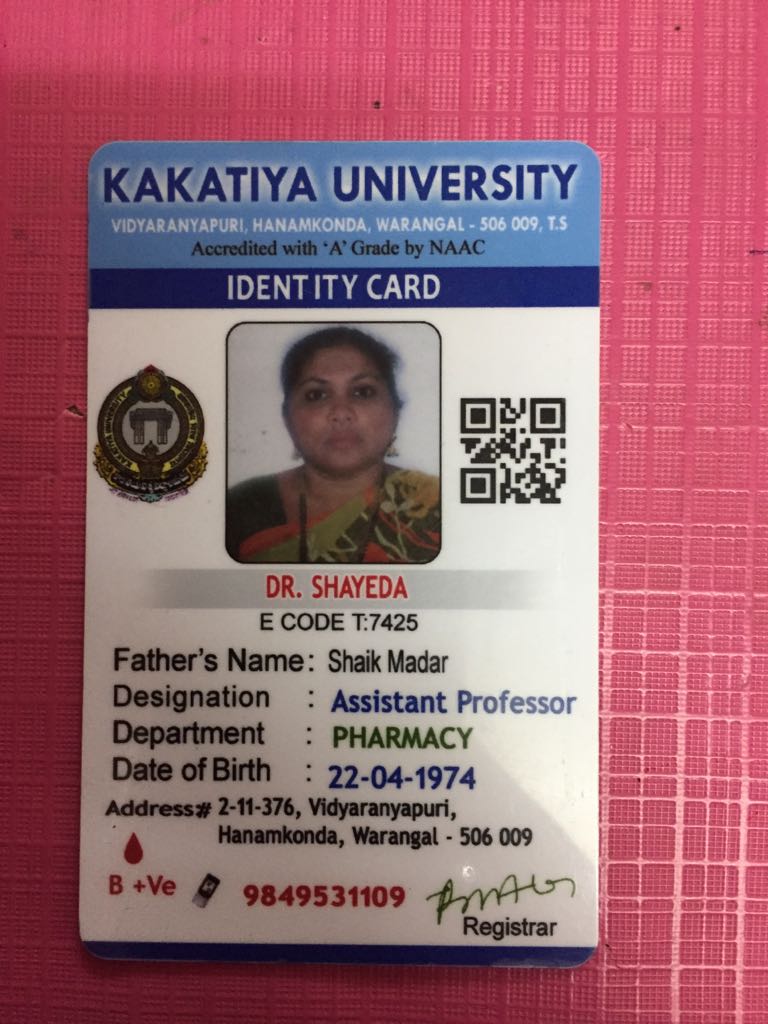 KAKATIYA UNIVERSITY
VIDYARANYAPURI, HANAMKONDA, WARANGAL - 506 009, T.S
Accredited with 'A' Grade by NAAC
IDENTITY CARD
DR. SHAYEDA
E CODE T:7425
Father's Name: Shaik Madar
Designation : Assistant Professor
Department : PHARMACY
Date of Birth : 22-04-1974
Address# 2-11-376, Vidyaranyapuri,
Hanamkonda, Warangal - 506 009
B +Ve 9849531109
Registrar